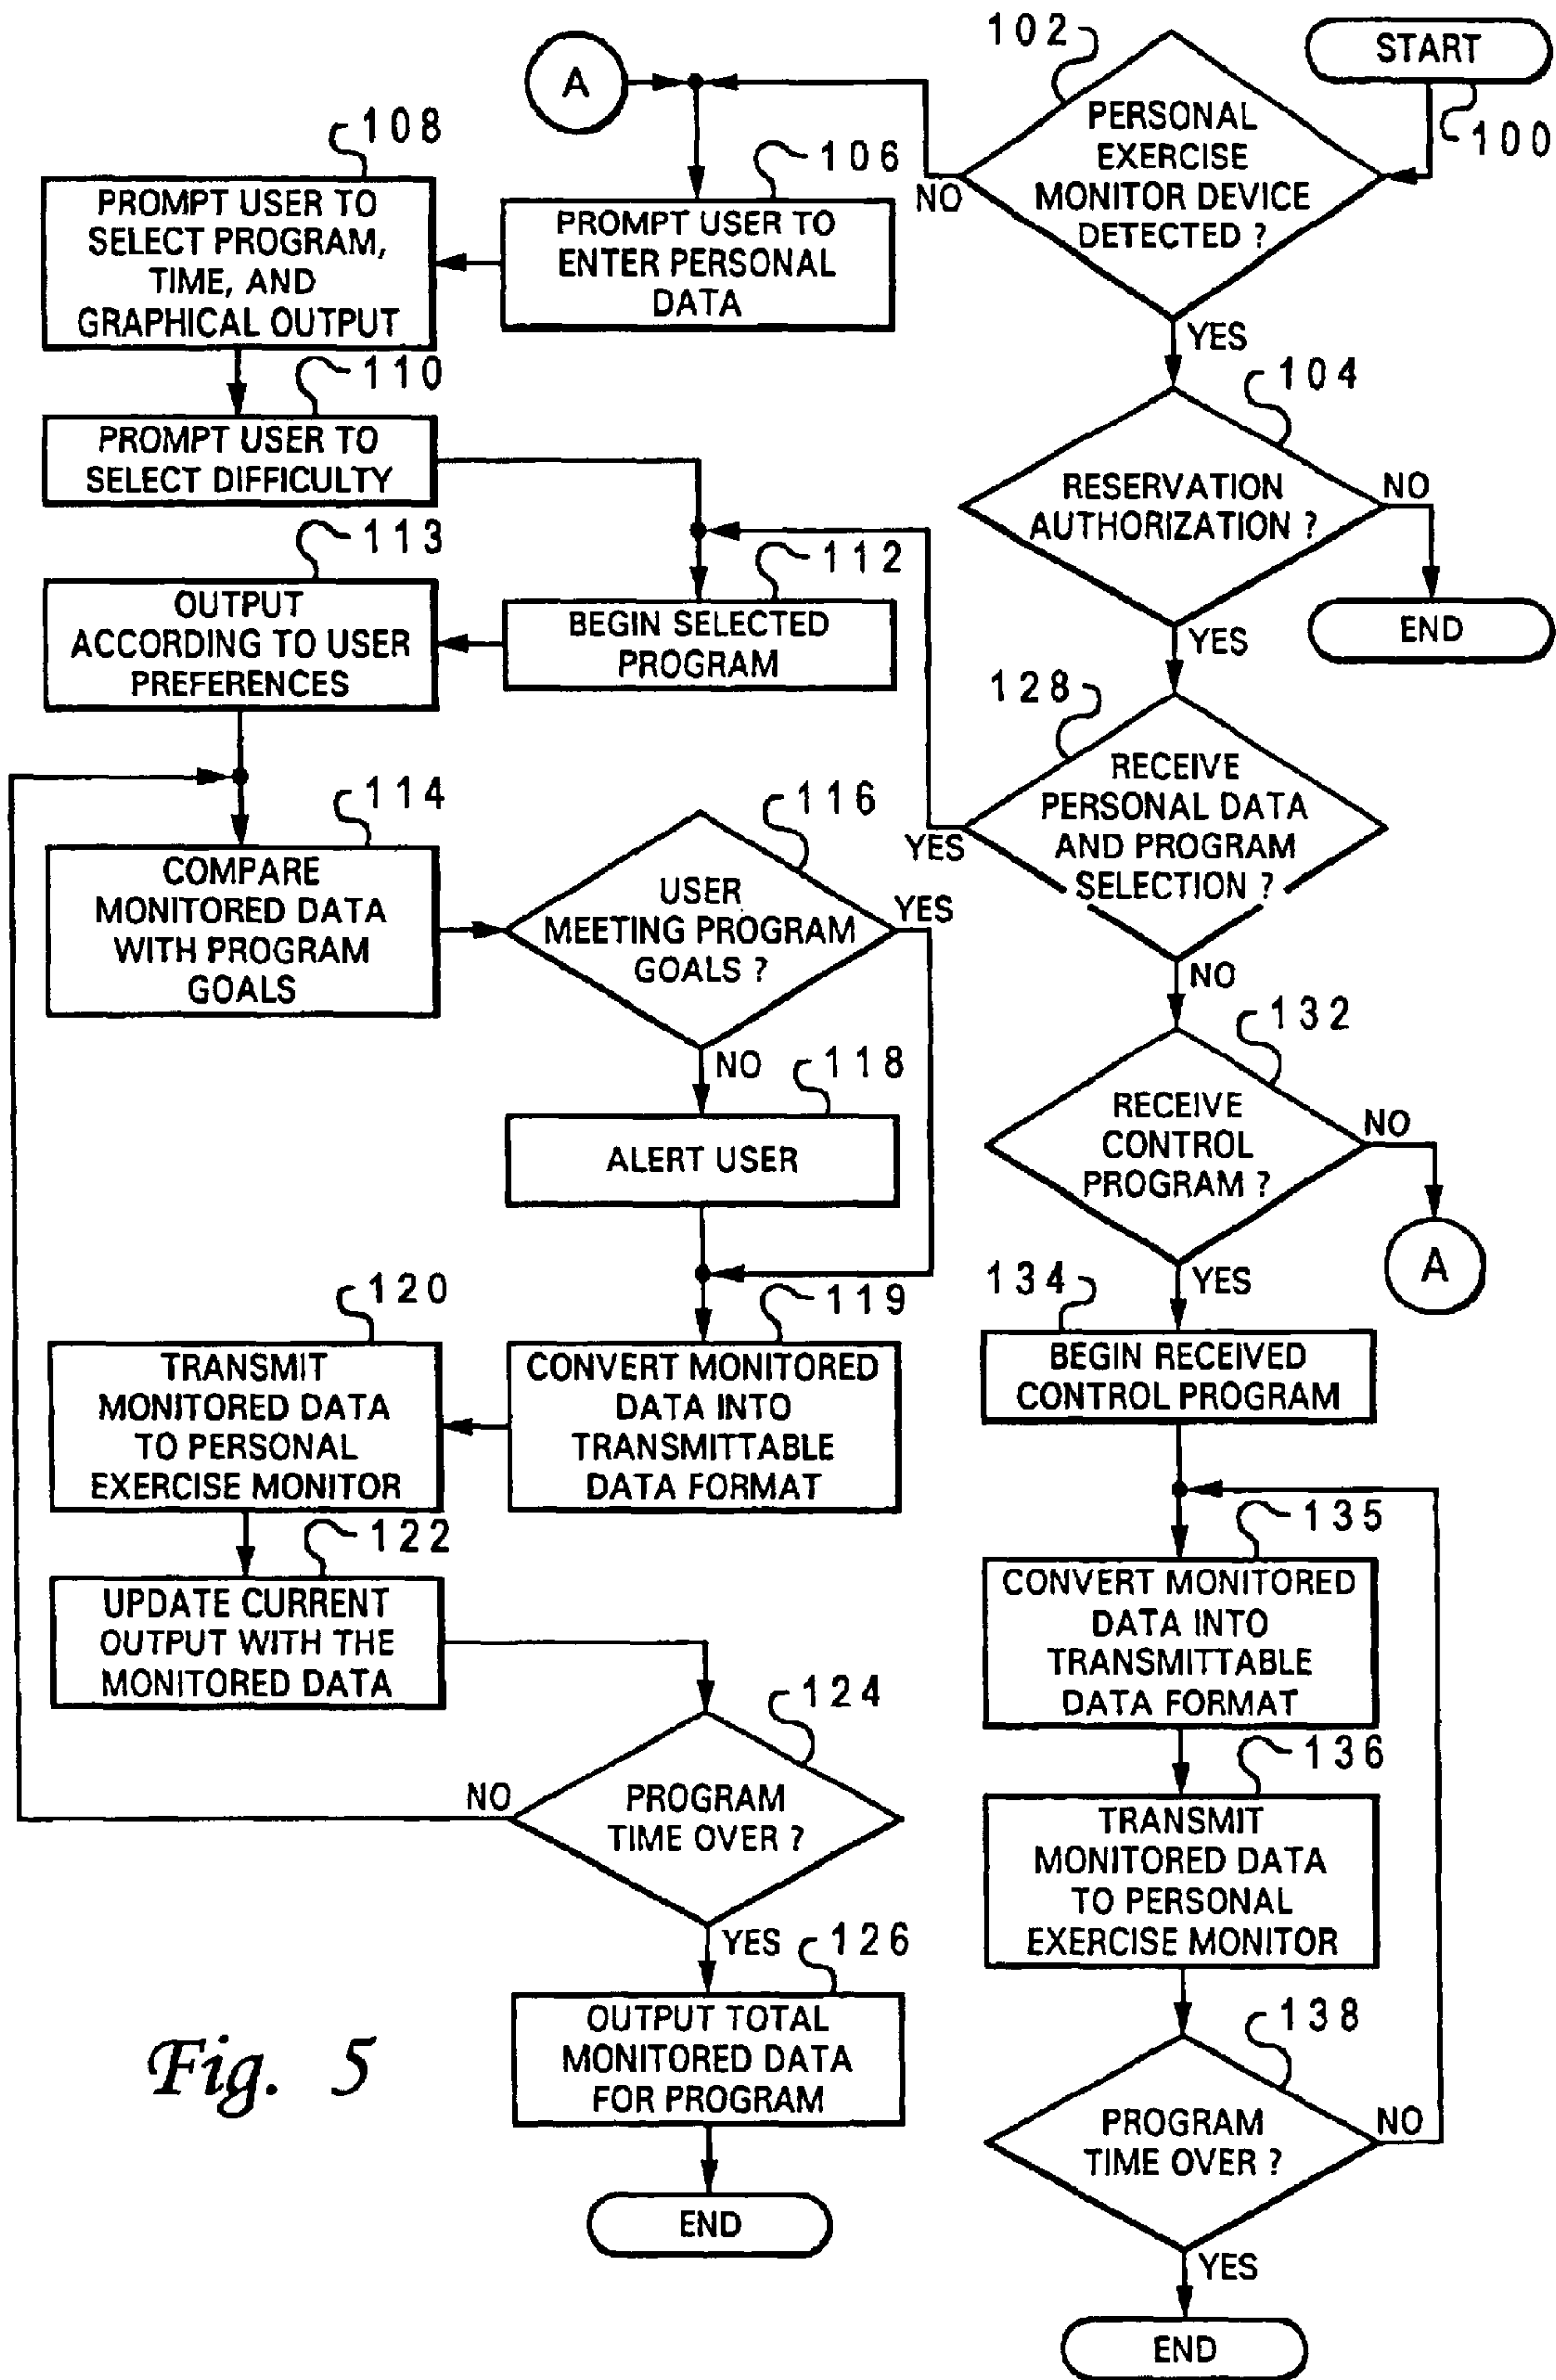 START
100
102
PERSONAL
EXERCISE
MONITOR DEVICE
DETECTED ?
NO
YES
A
106
PROMPT USER TO
ENTER PERSONAL
DATA
108
PROMPT USER TO
SELECT PROGRAM,
TIME, AND
GRAPHICAL OUTPUT
110
PROMPT USER TO
SELECT DIFFICULTY
104
RESERVATION
AUTHORIZATION ?
NO
END
YES
112
BEGIN SELECTED
PROGRAM
113
OUTPUT
ACCORDING TO USER
PREFERENCES
128
RECEIVE
PERSONAL DATA
AND PROGRAM
SELECTION ?
YES
NO
114
COMPARE
MONITORED DATA
WITH PROGRAM
GOALS
116
USER
MEETING PROGRAM
GOALS ?
YES
NO
118
ALERT USER
132
RECEIVE
CONTROL
PROGRAM ?
NO
A
YES
119
CONVERT MONITORED
DATA INTO
TRANSMITTABLE
DATA FORMAT
120
TRANSMIT
MONITORED DATA
TO PERSONAL
EXERCISE MONITOR
122
UPDATE CURRENT
OUTPUT WITH THE
MONITORED DATA
124
PROGRAM
TIME OVER ?
NO
YES
126
OUTPUT TOTAL
MONITORED DATA
FOR PROGRAM
END
134
BEGIN RECEIVED
CONTROL PROGRAM
135
CONVERT MONITORED
DATA INTO
TRANSMITTABLE
DATA FORMAT
136
TRANSMIT
MONITORED DATA
TO PERSONAL
EXERCISE MONITOR
138
PROGRAM
TIME OVER ?
NO
YES
END
Fig. 5